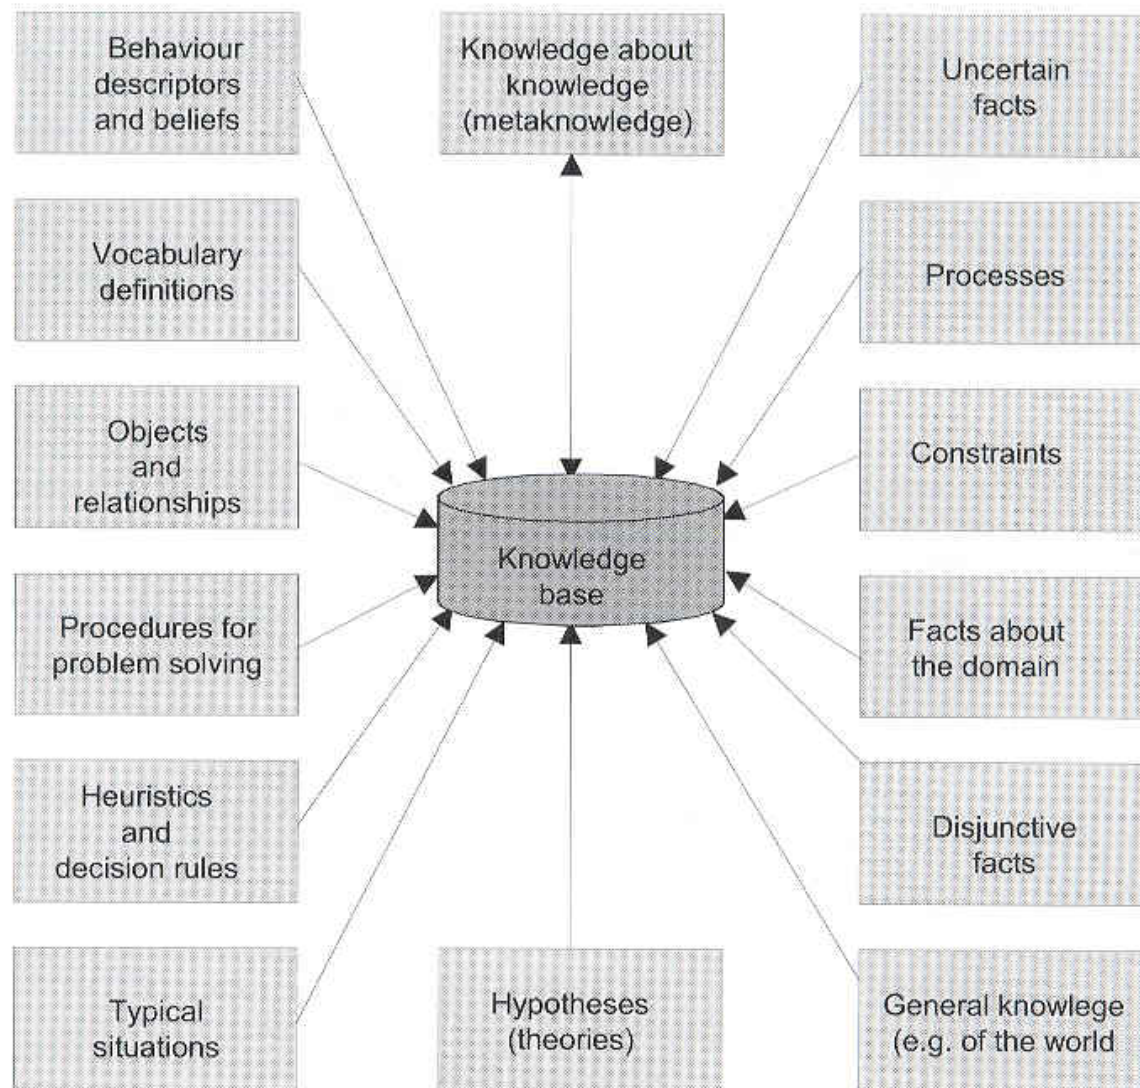 Behaviour
descriptors
and beliefs
Knowledge about
knowledge
(metaknowledge)
Uncertain
facts
Vocabulary
definitions
Processes
Objects
and
relationships
Constraints
Knowledge
base
Procedures for
problem solving
Facts about
the domain
Heuristics
and
decision rules
Disjunctive
facts
Typical
situations
Hypotheses
(theories)
General knowlege
(e.g. of the world